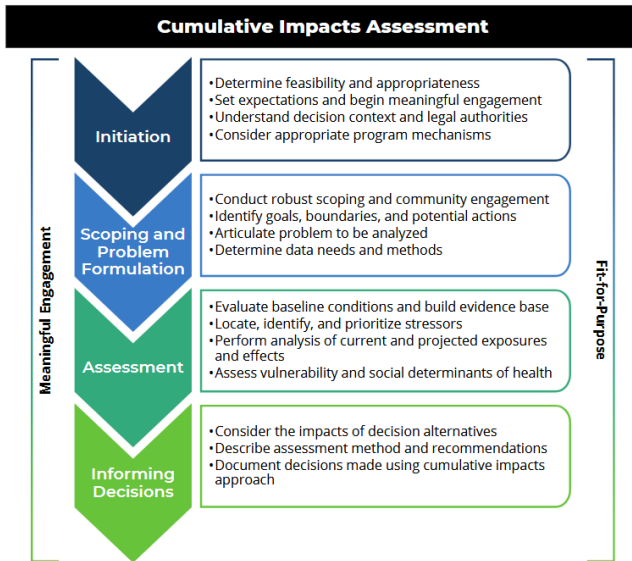 Cumulative Impacts Assessment
Meaningful Engagement
Initiation
•Determine feasibility and appropriateness
•Set expectations and begin meaningful engagement
•Understand decision context and legal authorities
•Consider appropriate program mechanisms
Scoping and
Problem
Formulation
•Conduct robust scoping and community engagement
•Identify goals, boundaries, and potential actions
•Articulate problem to be analyzed
•Determine data needs and methods
Assessment
•Evaluate baseline conditions and build evidence base
•Locate, identify, and prioritize stressors
•Perform analysis of current and projected exposures
and effects
•Assess vulnerability and social determinants of health
Informing
Decisions
•Consider the impacts of decision alternatives
•Describe assessment method and recommendations
•Document decisions made using cumulative impacts
approach
Fit-for-Purpose